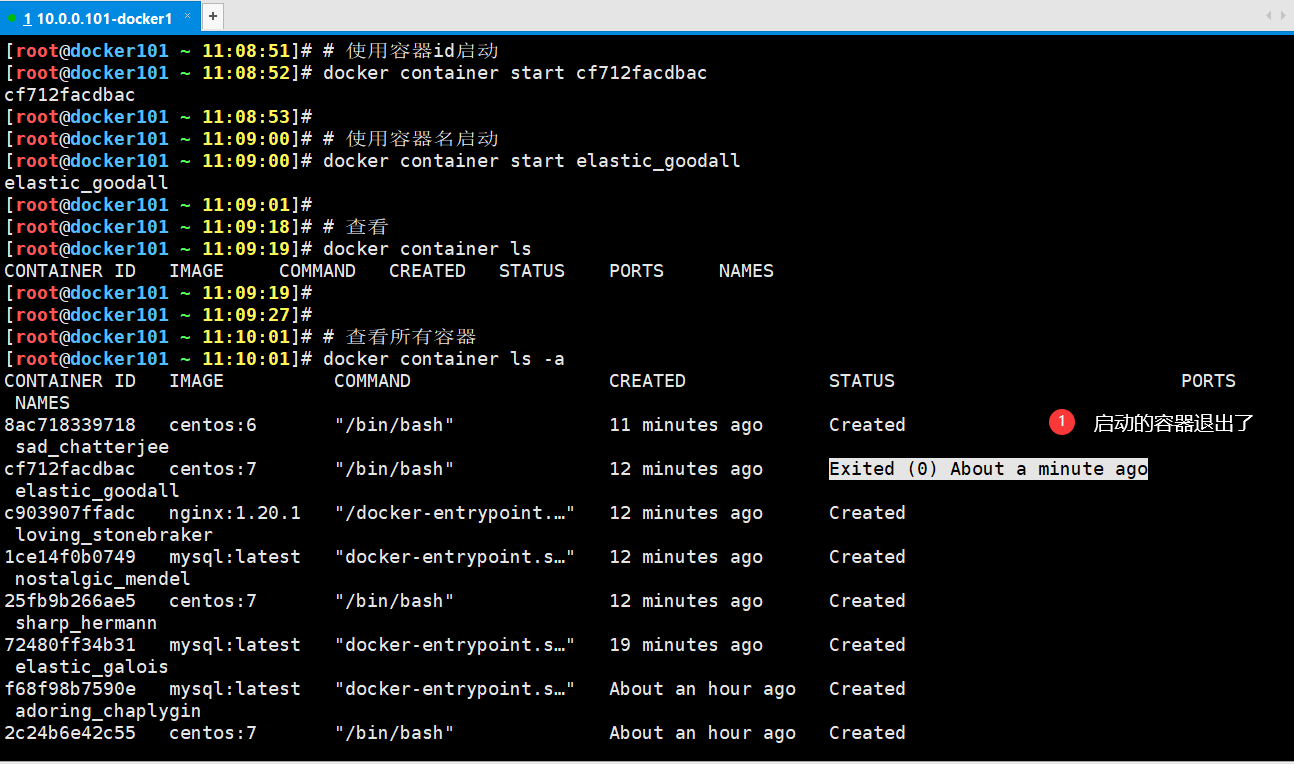 1 10.0.0.101-docker1 × +
[root@docker101 ~ 11:08:51]# # 使用容器id启动
[root@docker101 ~ 11:08:52]# docker container start cf712facdbac
cf712facdbac
[root@docker101 ~ 11:08:53]#
[root@docker101 ~ 11:09:00]# # 使用容器名启动
[root@docker101 ~ 11:09:00]# docker container start elastic_goodall
elastic_goodall
[root@docker101 ~ 11:09:01]#
[root@docker101 ~ 11:09:18]# # 查看
[root@docker101 ~ 11:09:19]# docker container ls
CONTAINER ID   IMAGE     COMMAND   CREATED   STATUS    PORTS     NAMES
[root@docker101 ~ 11:09:19]#
[root@docker101 ~ 11:09:27]#
[root@docker101 ~ 11:10:01]# # 查看所有容器
[root@docker101 ~ 11:10:01]# docker container ls -a
CONTAINER ID   IMAGE          COMMAND                  CREATED             STATUS                          PORTS
NAMES
8ac718339718   centos:6       "/bin/bash"              11 minutes ago      Created             1 启动的容器退出了
sad_chatterjee
cf712facdbac   centos:7       "/bin/bash"              12 minutes ago      Exited (0) About a minute ago
elastic_goodall
c903907ffadc   nginx:1.20.1   "/docker-entrypoint.…"   12 minutes ago      Created
loving_stonebraker
1ce14f0b0749   mysql:latest   "docker-entrypoint.s…"   12 minutes ago      Created
nostalgic_mendel
25fb9b266ae5   centos:7       "/bin/bash"              12 minutes ago      Created
sharp_hermann
72480ff34b31   mysql:latest   "docker-entrypoint.s…"   19 minutes ago      Created
elastic_galois
f68f98b7590e   mysql:latest   "docker-entrypoint.s…"   About an hour ago   Created
adoring_chaplygin
2c24b6e42c55   centos:7       "/bin/bash"              About an hour ago   Created